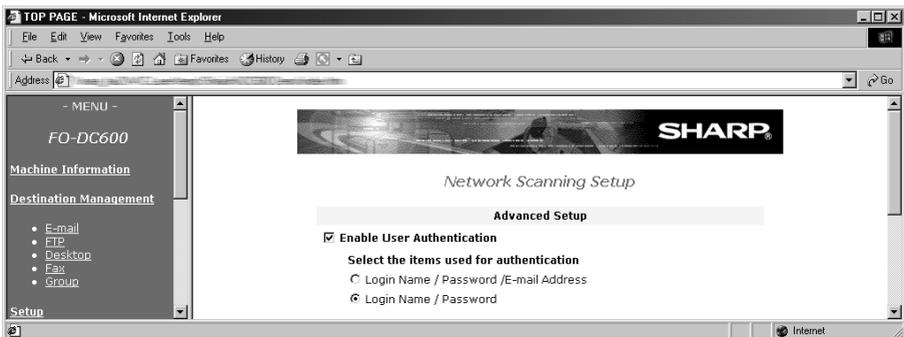 TOP PAGE - Microsoft Internet Explorer
File Edit View Favorites Tools Help
Back Favorites History
Address Go
- MENU -
FO-DC600
Machine Information
Destination Management
E-mail
FTP
Desktop
Fax
Group
Setup
SHARP
Network Scanning Setup
Advanced Setup
Enable User Authentication
Select the items used for authentication
Login Name / Password /E-mail Address
Login Name / Password
Internet